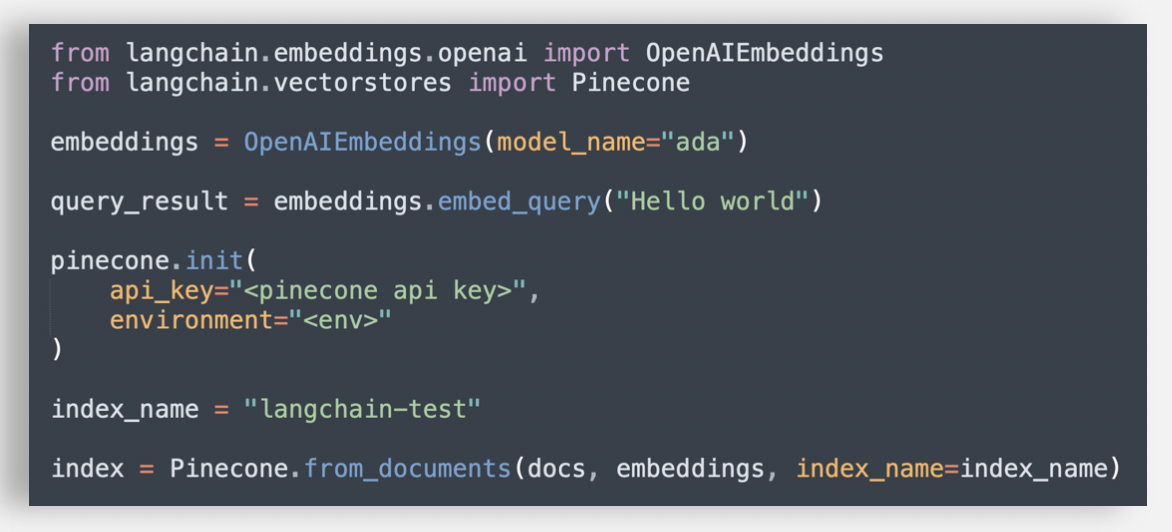 from langchain.embeddings.openai import OpenAIEmbeddings
from langchain.vectorstores import Pinecone
embeddings = OpenAIEmbeddings(model_name="ada")
query_result = embeddings.embed_query("Hello world")
pinecone.init(
    api_key="<pinecone api key>",
    environment="<env>"
)
index_name = "langchain-test"
index = Pinecone.from_documents(docs, embeddings, index_name=index_name)